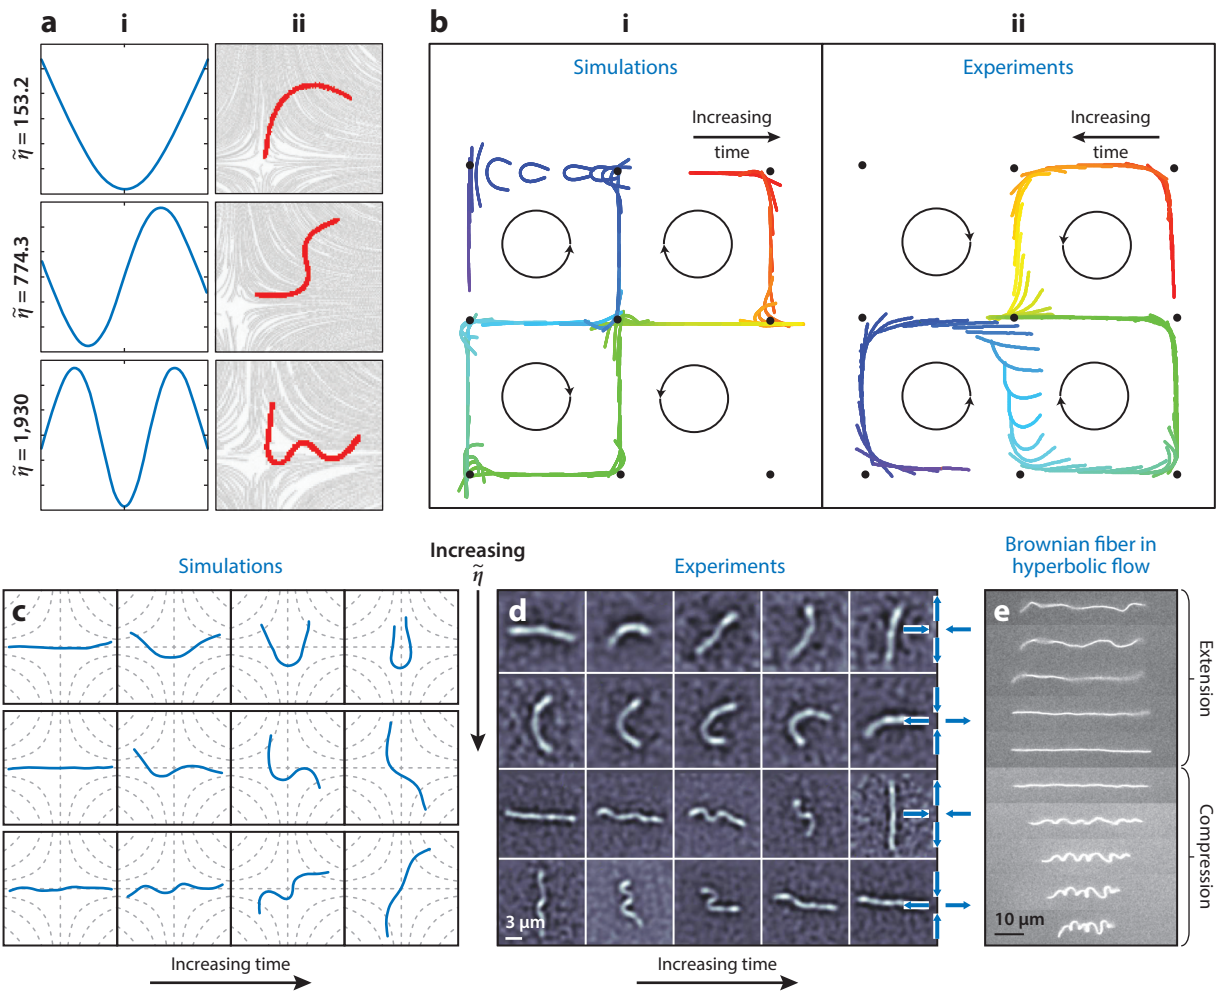 a
i
ii
η̃ = 153.2
η̃ = 774.3
η̃ = 1,930
b
i
ii
Simulations
Experiments
Increasing
time
Increasing
time
Simulations
Increasing
η̃
Experiments
Brownian fiber in
hyperbolic flow
c
d
e
Extension
Compression
3 µm
10 µm
Increasing time
Increasing time